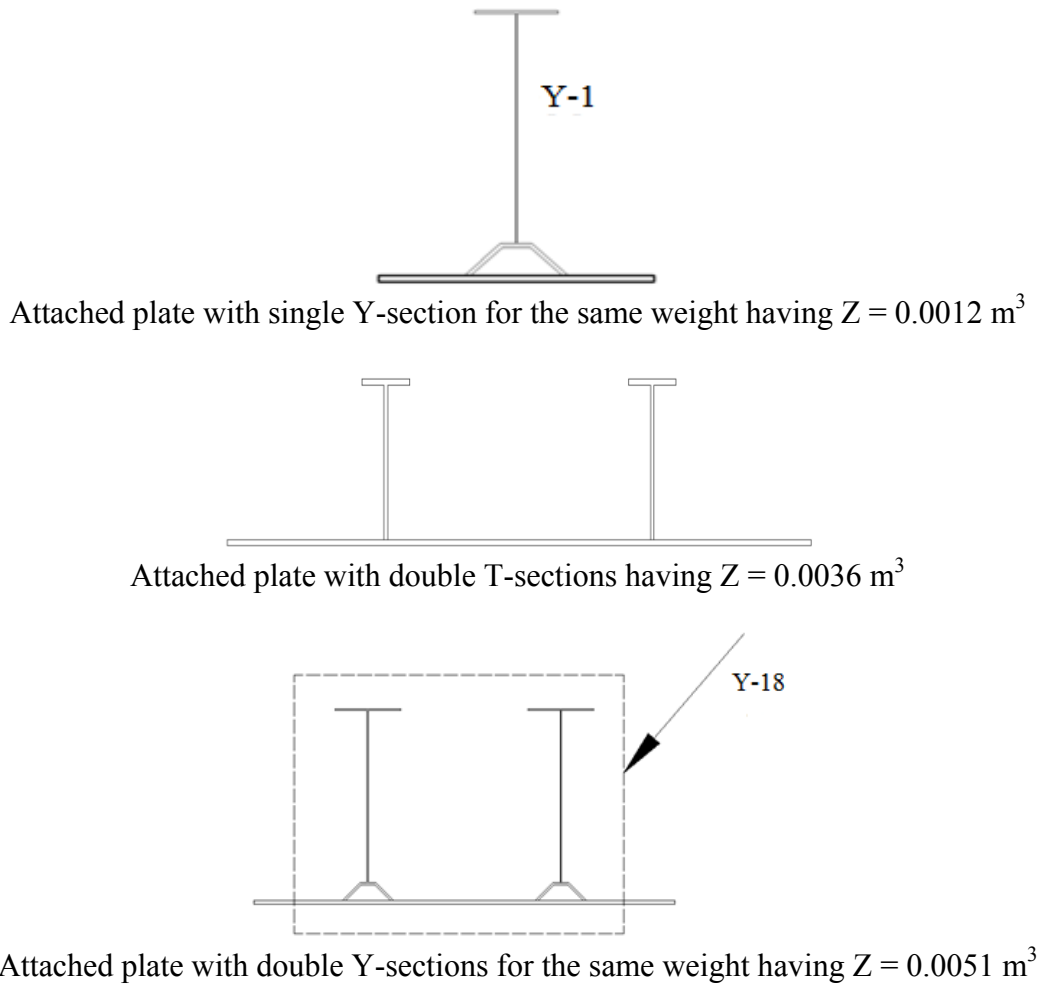 Y-1
Attached plate with single Y-section for the same weight having Z = 0.0012 m³
Attached plate with double T-sections having Z = 0.0036 m³
Y-18
Attached plate with double Y-sections for the same weight having Z = 0.0051 m³